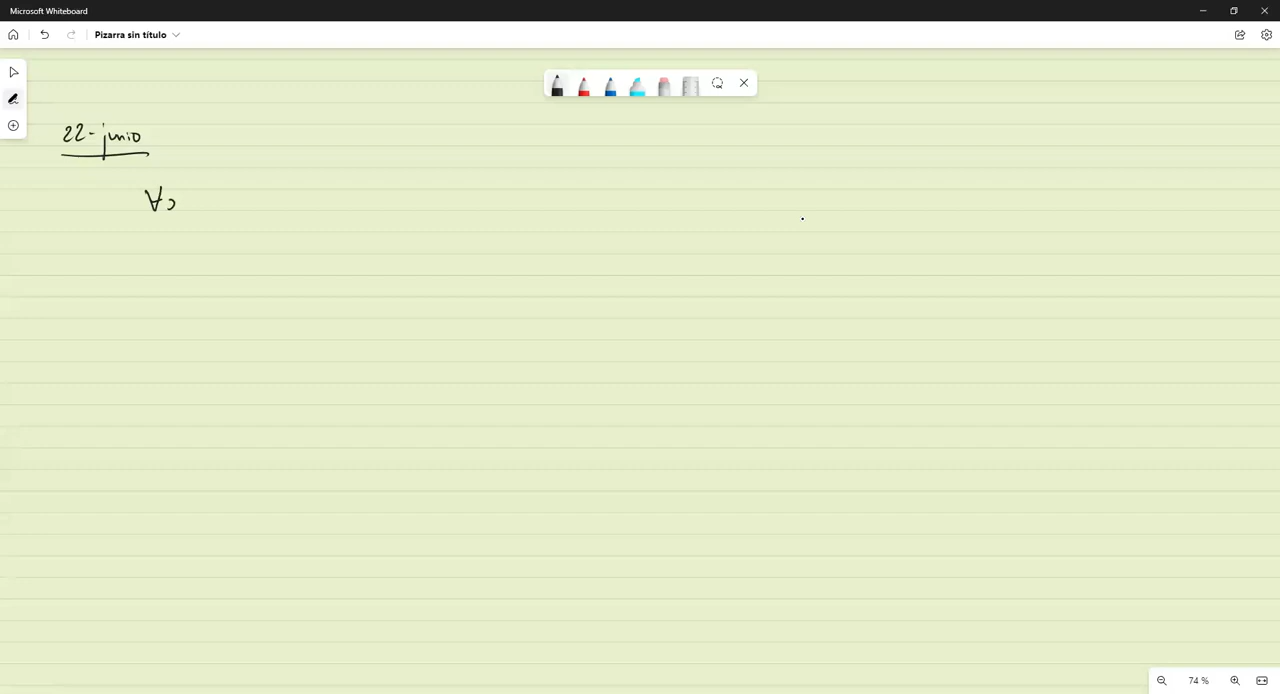 Microsoft Whiteboard
Pizarra sin título
22-junio
∀
74 %